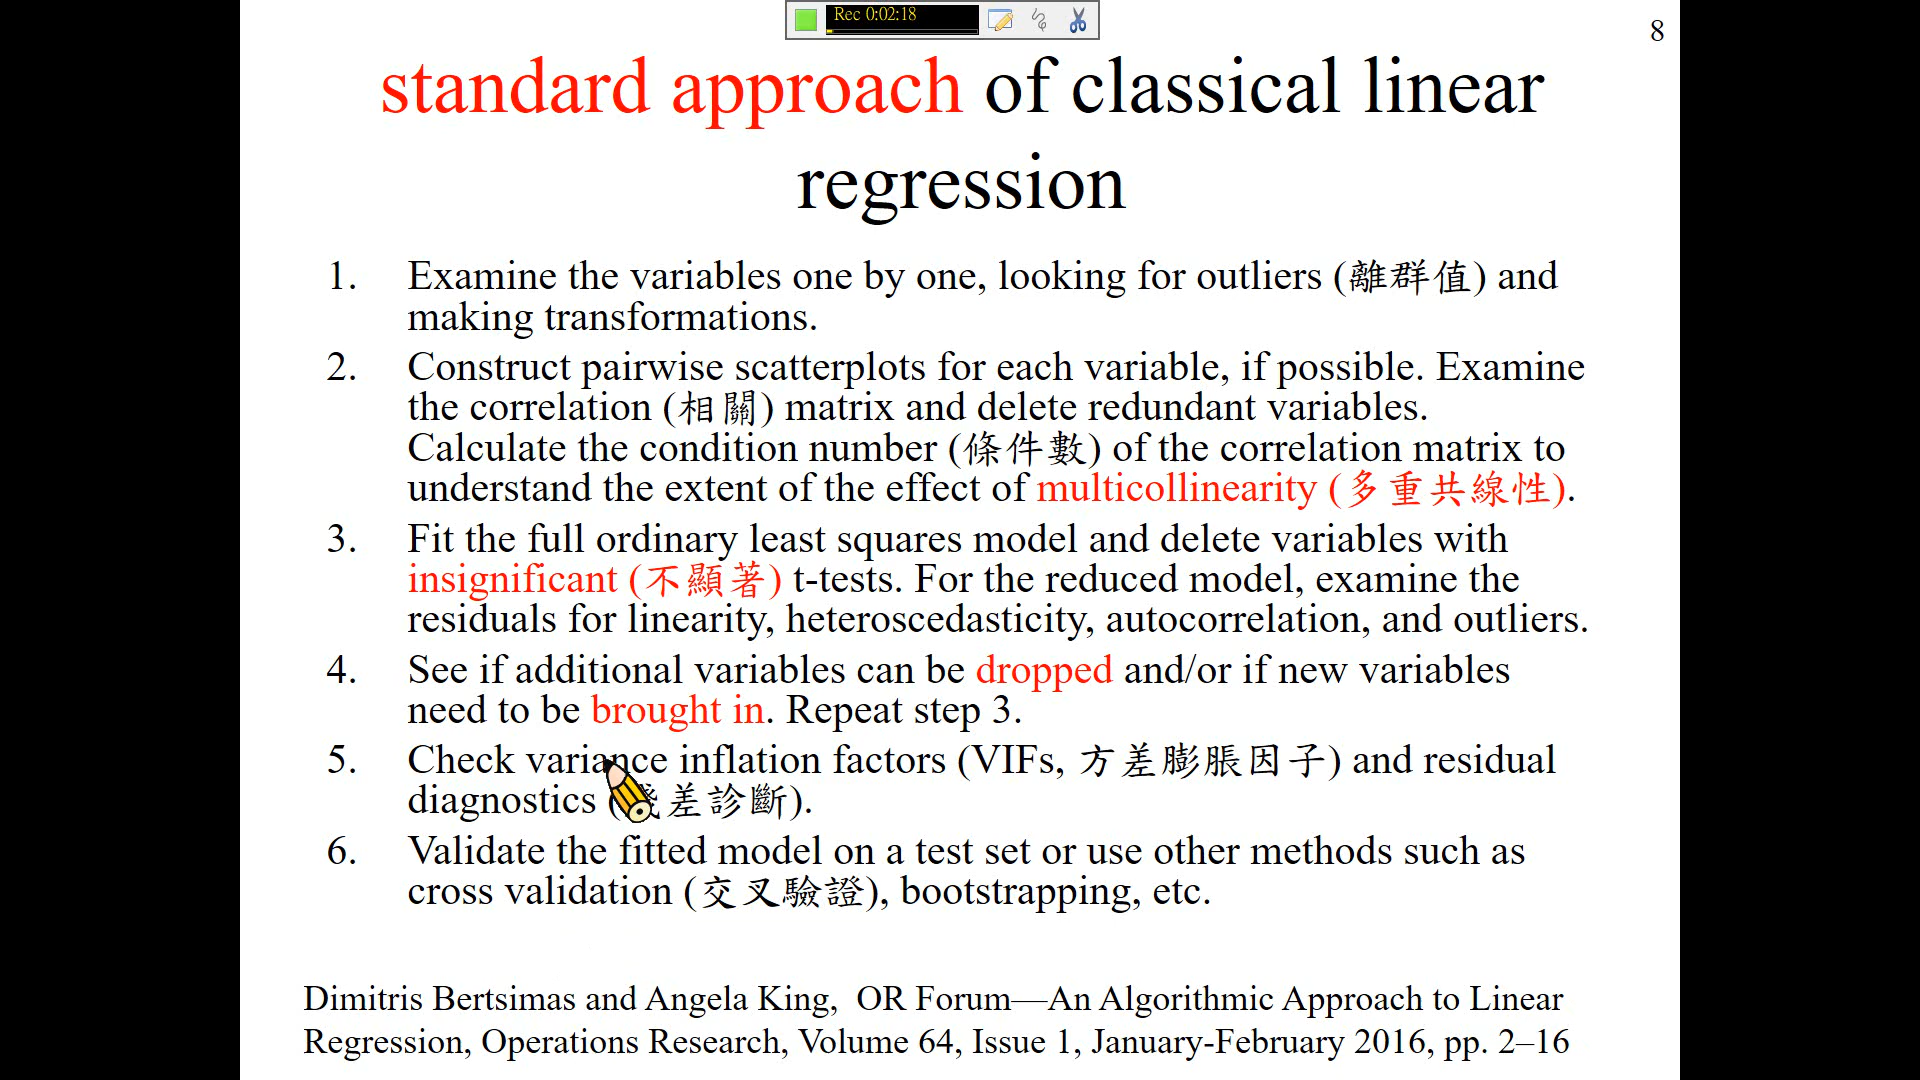 Rec 0:02:18
8
standard approach of classical linear
regression
1. Examine the variables one by one, looking for outliers (離群值) and
making transformations.
2. Construct pairwise scatterplots for each variable, if possible. Examine
the correlation (相關) matrix and delete redundant variables.
Calculate the condition number (條件數) of the correlation matrix to
understand the extent of the effect of multicollinearity (多重共線性).
3. Fit the full ordinary least squares model and delete variables with
insignificant (不顯著) t-tests. For the reduced model, examine the
residuals for linearity, heteroscedasticity, autocorrelation, and outliers.
4. See if additional variables can be dropped and/or if new variables
need to be brought in. Repeat step 3.
5. Check variance inflation factors (VIFs, 方差膨脹因子) and residual
diagnostics (差診斷).
6. Validate the fitted model on a test set or use other methods such as
cross validation (交叉驗證), bootstrapping, etc.
Dimitris Bertsimas and Angela King, OR Forum—An Algorithmic Approach to Linear
Regression, Operations Research, Volume 64, Issue 1, January-February 2016, pp. 2–16